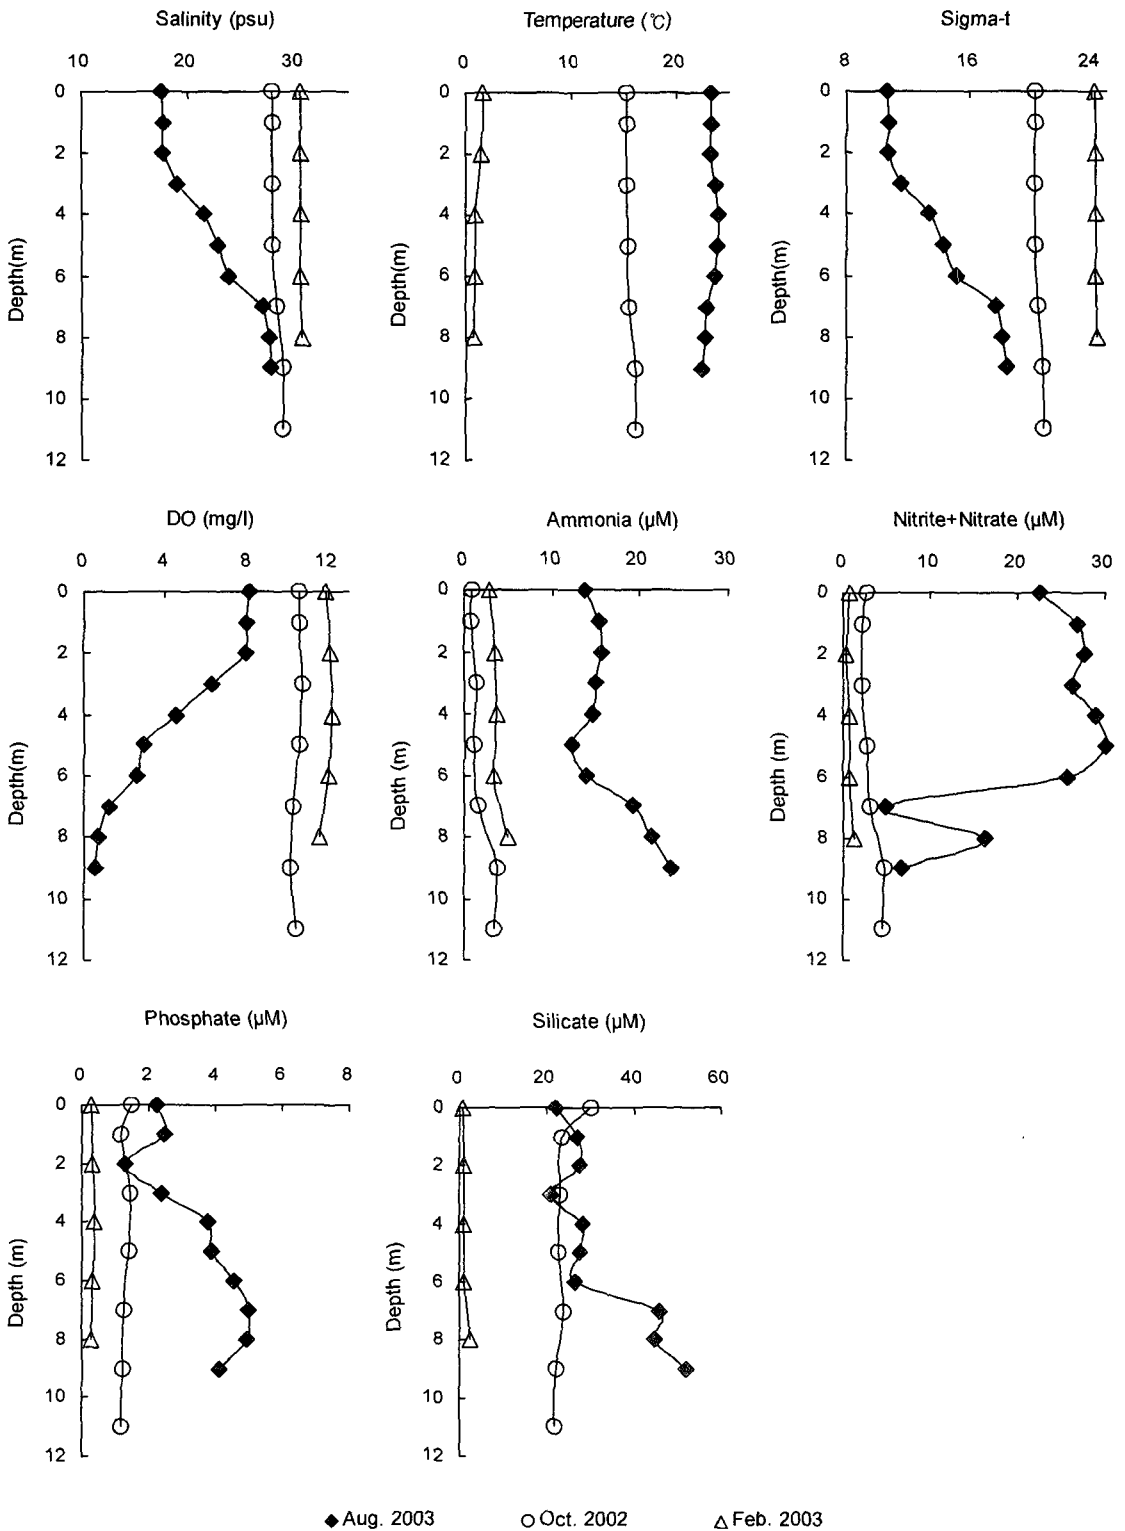 Salinity (psu)
10 20 30
0
2
4
6
8
10
12
Depth(m)
Temperature (℃)
0 10 20
0
2
4
6
8
10
12
Depth(m)
Sigma-t
8 16 24
0
2
4
6
8
10
12
Depth(m)
DO (mg/l)
0 4 8 12
0
2
4
6
8
10
12
Depth(m)
Ammonia (μM)
0 10 20 30
0
2
4
6
8
10
12
Depth (m)
Nitrite+Nitrate (μM)
0 10 20 30
0
2
4
6
8
10
12
Depth (m)
Phosphate (μM)
0 2 4 6 8
0
2
4
6
8
10
12
Depth (m)
Silicate (μM)
0 20 40 60
0
2
4
6
8
10
12
Depth (m)
Aug. 2003 Oct. 2002 Feb. 2003